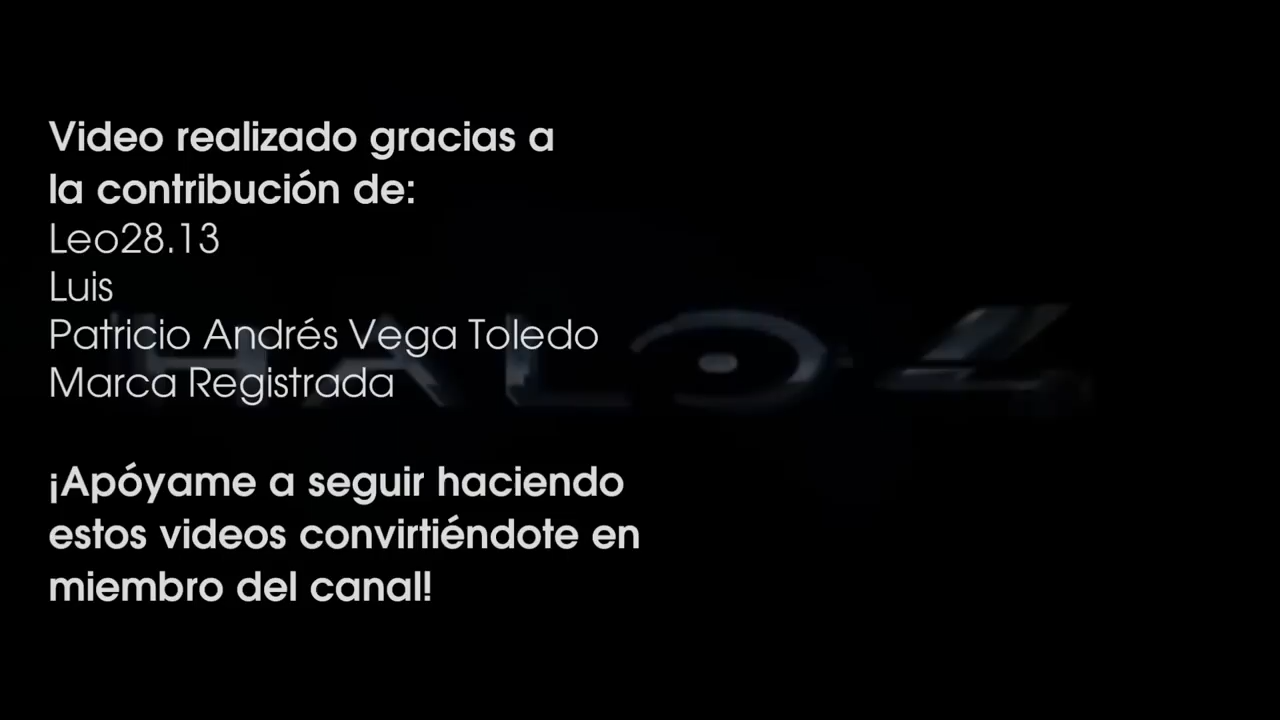 Video realizado gracias a
la contribución de:
Leo28.13
Luis
Patricio Andrés Vega Toledo
Marca Registrada
HALO 4
¡Apóyame a seguir haciendo
estos videos convirtiéndote en
miembro del canal!